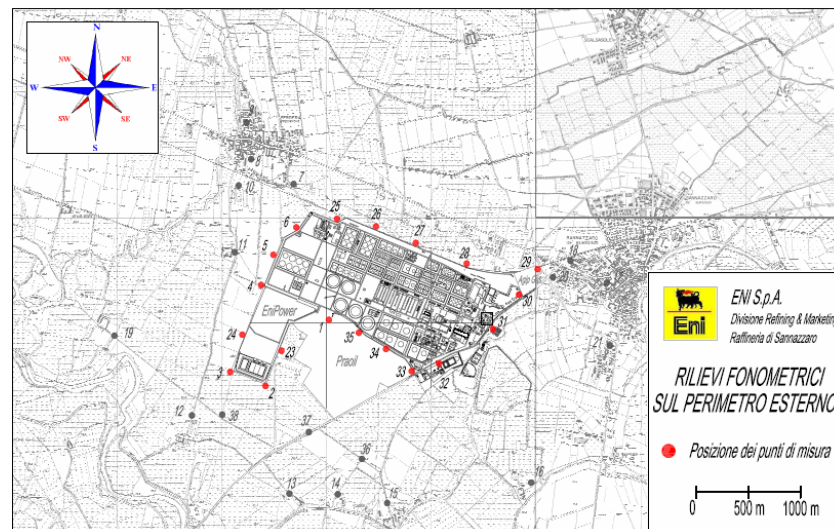 N
NW NE
W E
SW SE
S
9
8
10
7
25
26
27
28
29
30
6
5
4
11
EniPower
1
35
Praoil
34
33
32
31
24
23
3
2
19
12
38
37
36
13
14
15
16
21
20
18
ENI S.p.A.
Divisione Refining & Marketing
Raffineria di Sannazzaro
Eni
RILIEVI FONOMETRICI
SUL PERIMETRO ESTERNO
Posizione dei punti di misura
0 500 m 1000 m